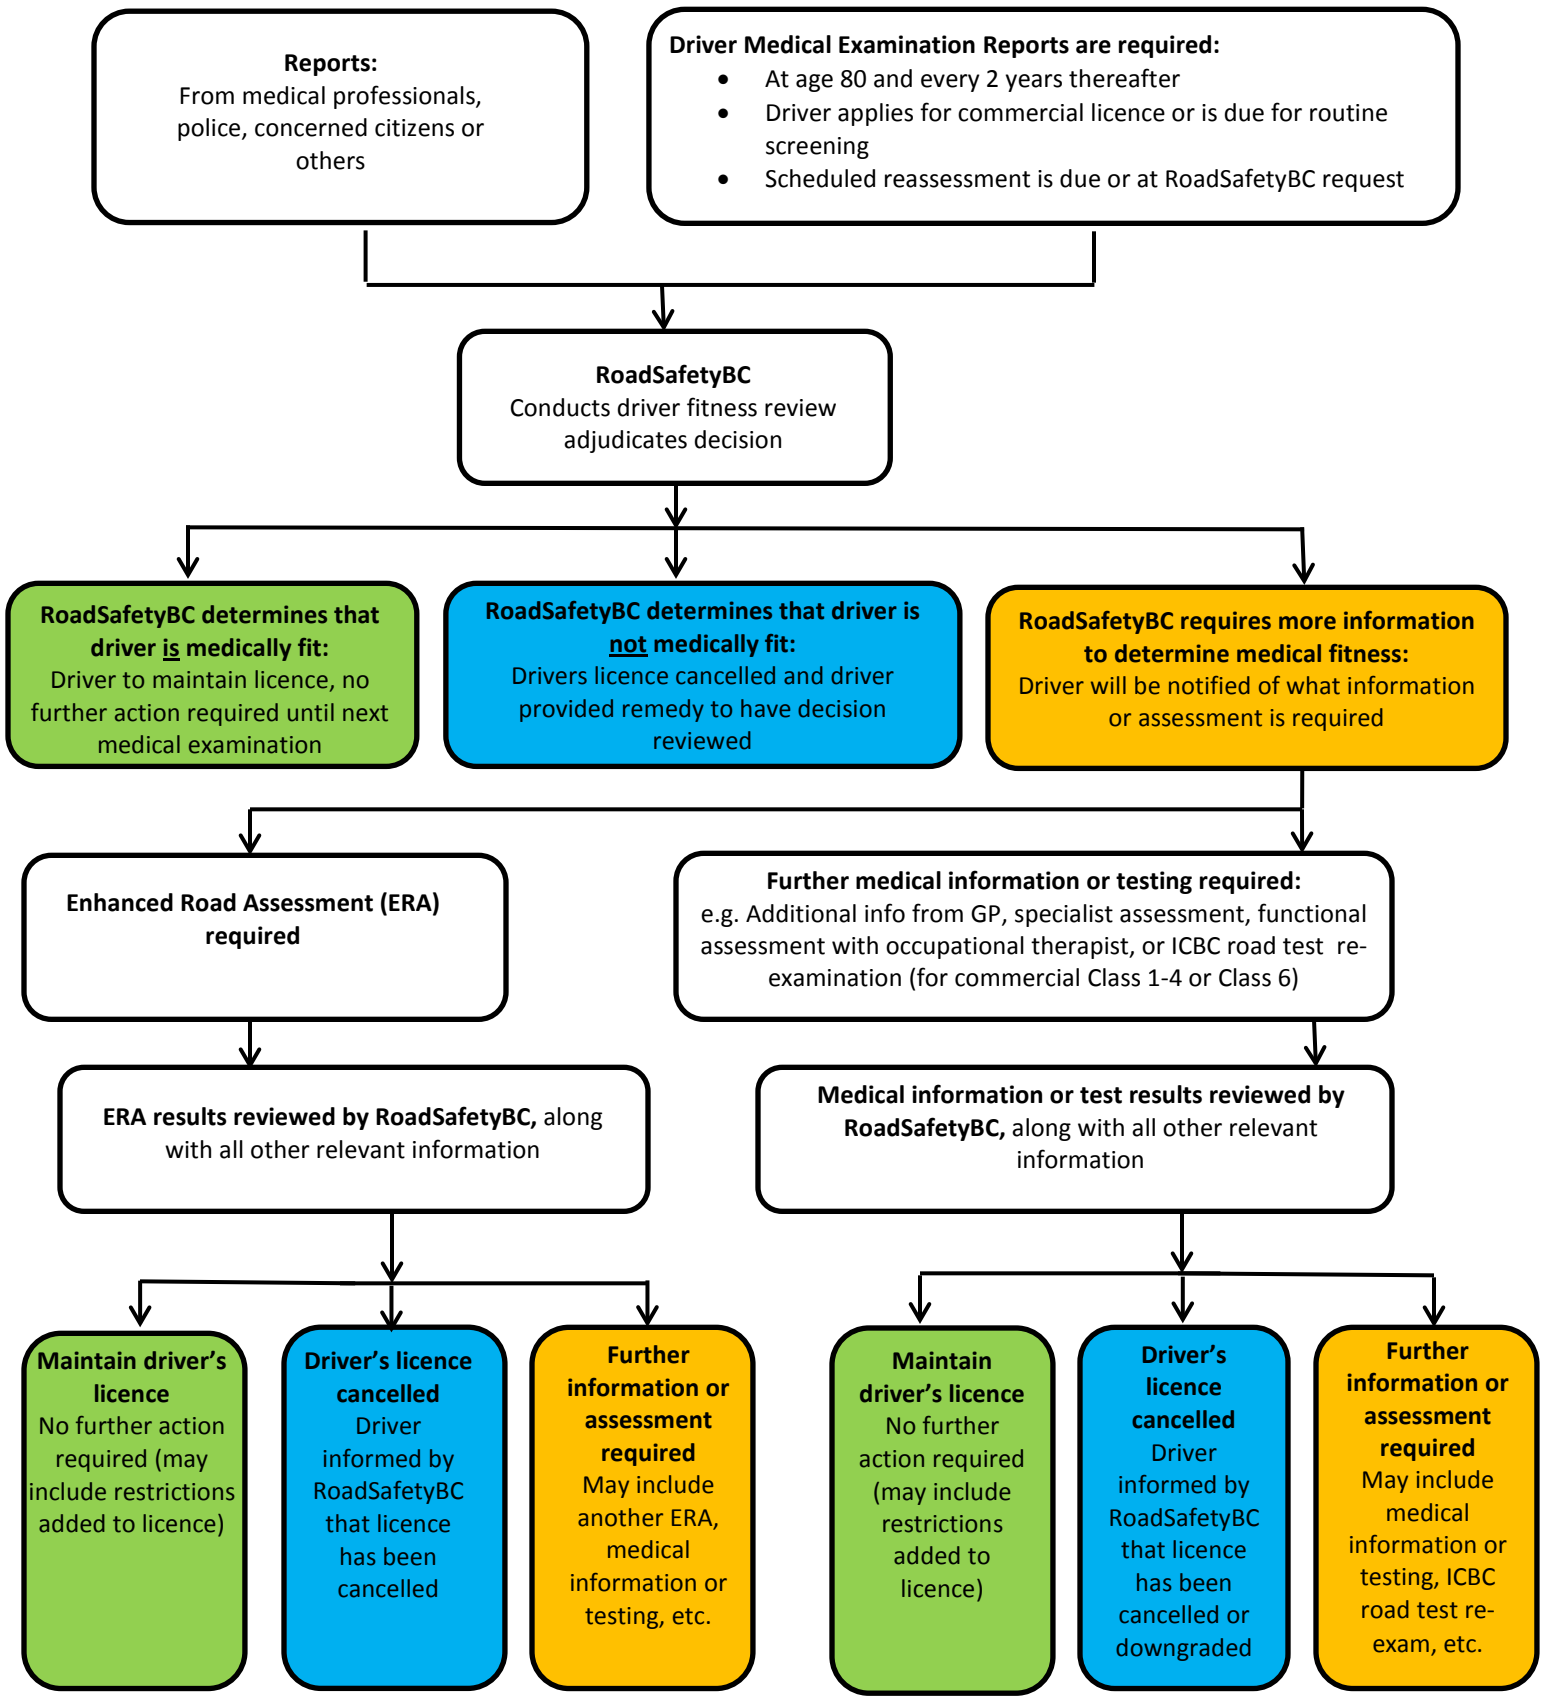 Reports:
From medical professionals,
police, concerned citizens or
others
Driver Medical Examination Reports are required:
• At age 80 and every 2 years thereafter
• Driver applies for commercial licence or is due for routine
screening
• Scheduled reassessment is due or at RoadSafetyBC request
RoadSafetyBC
Conducts driver fitness review
adjudicates decision
RoadSafetyBC determines that
driver is medically fit:
Driver to maintain licence, no
further action required until next
medical examination
RoadSafetyBC determines that driver is
not medically fit:
Drivers licence cancelled and driver
provided remedy to have decision
reviewed
RoadSafetyBC requires more information
to determine medical fitness:
Driver will be notified of what information
or assessment is required
Enhanced Road Assessment (ERA)
required
Further medical information or testing required:
e.g. Additional info from GP, specialist assessment, functional
assessment with occupational therapist, or ICBC road test re-
examination (for commercial Class 1-4 or Class 6)
ERA results reviewed by RoadSafetyBC, along
with all other relevant information
Medical information or test results reviewed by
RoadSafetyBC, along with all other relevant
information
Maintain driver's
licence
No further action
required (may
include restrictions
added to licence)
Driver's licence
cancelled
Driver
informed by
RoadSafetyBC
that licence
has been
cancelled
Further
information or
assessment
required
May include
another ERA,
medical
information or
testing, etc.
Maintain
driver's licence
No further
action required
(may include
restrictions
added to
licence)
Driver's
licence
cancelled
Driver
informed by
RoadSafetyBC
that licence
has been
cancelled or
downgraded
Further
information or
assessment
required
May include
medical
information or
testing, ICBC
road test re-
exam, etc.